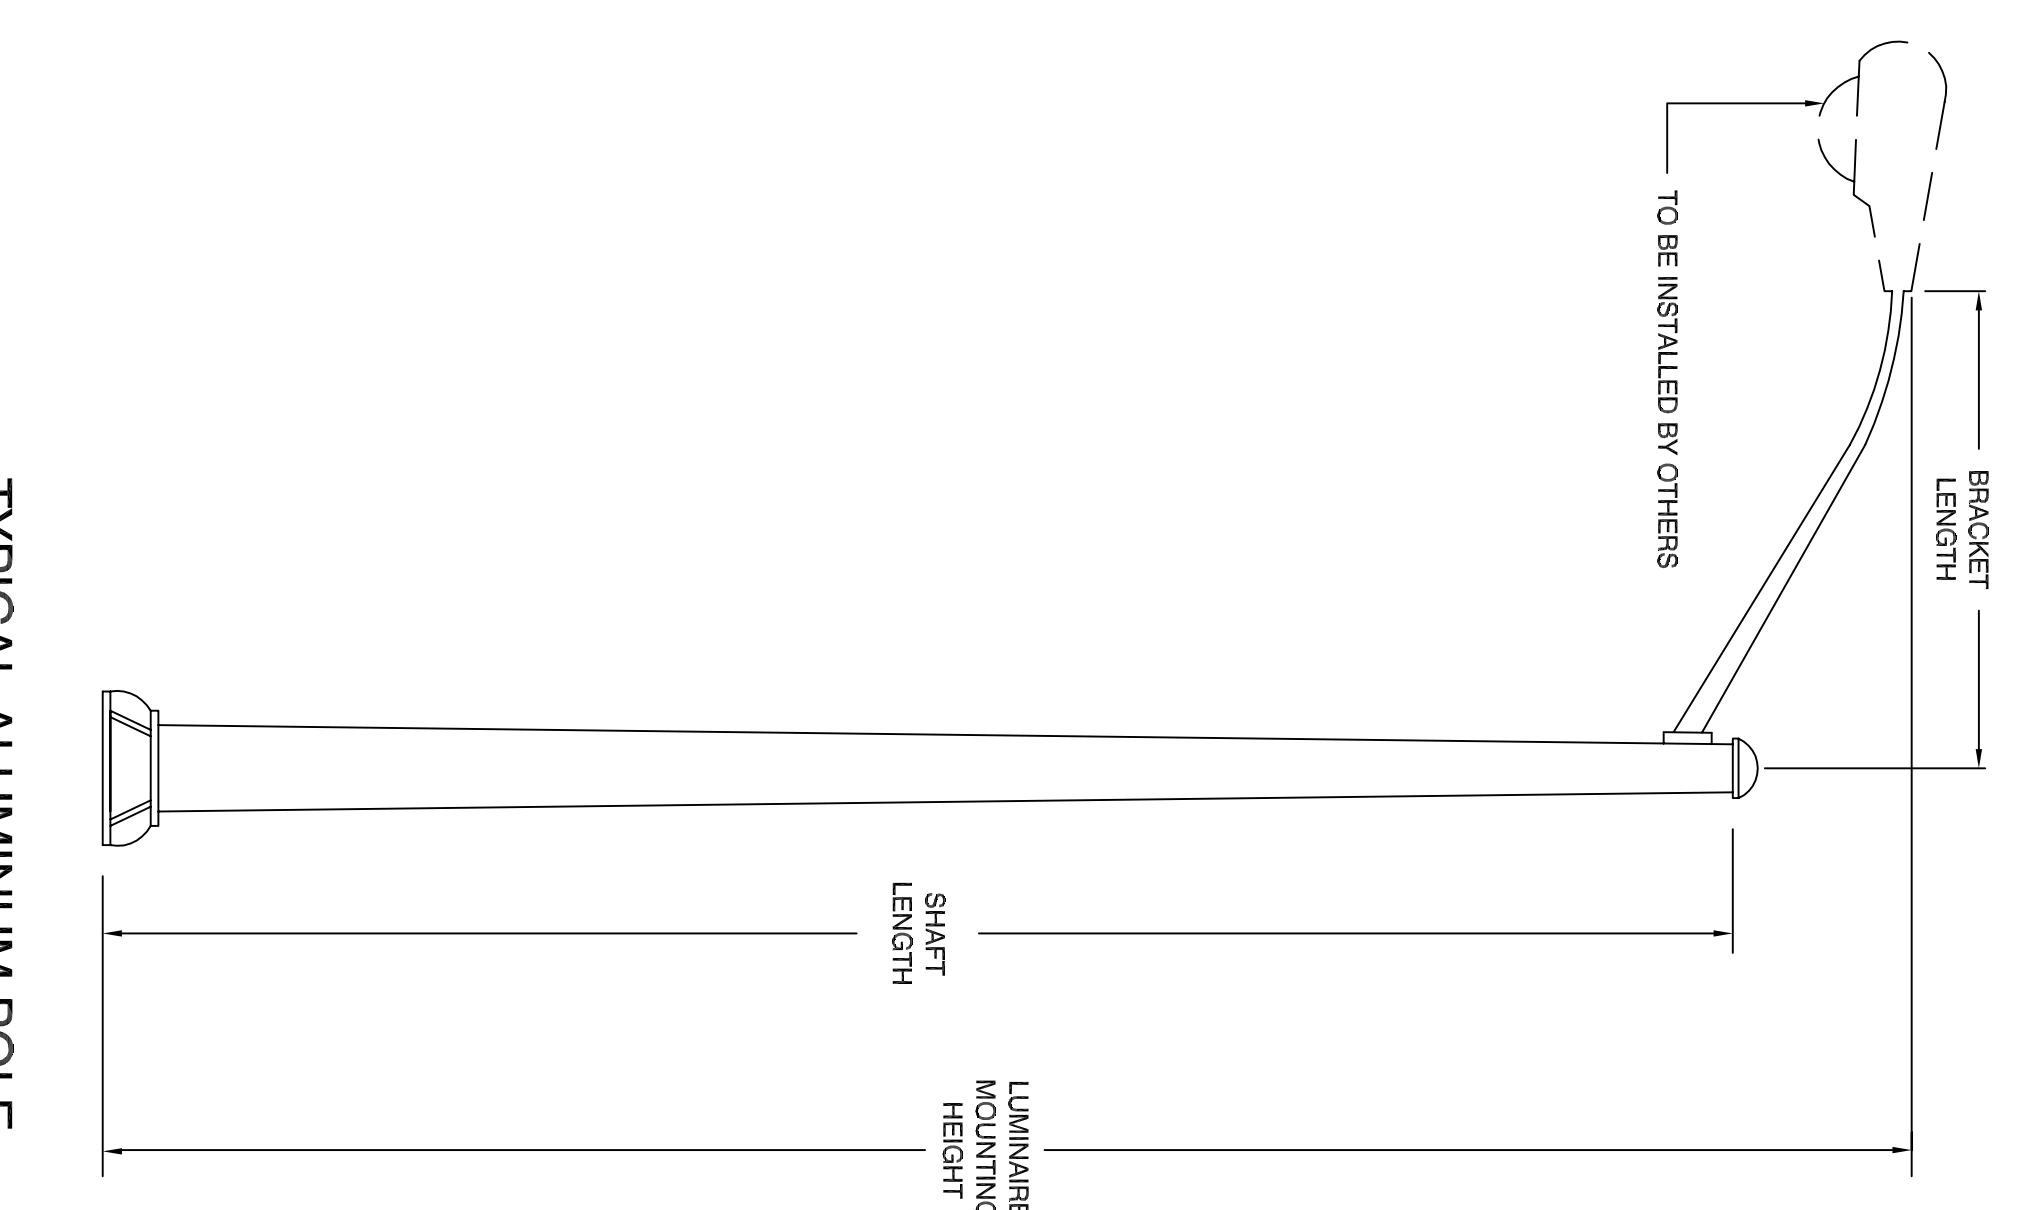 BRACKET
LENGTH
TO BE INSTALLED BY OTHERS
SHAFT
LENGTH
LUMINAIRE
MOUNTING
HEIGHT
TYPICAL ALUMINUM POLE